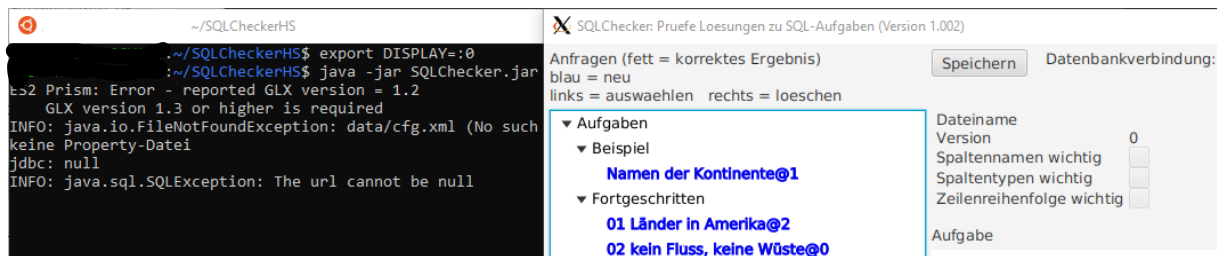 ~/SQLCheckerHS
:~/SQLCheckerHS$ export DISPLAY=:0
:~/SQLCheckerHS$ java -jar SQLChecker.jar
ES2 Prism: Error - reported GLX version = 1.2
GLX version 1.3 or higher is required
INFO: java.io.FileNotFoundException: data/cfg.xml (No such
keine Property-Datei
jdbc: null
INFO: java.sql.SQLException: The url cannot be null
SQLChecker: Pruefe Loesungen zu SQL-Aufgaben (Version 1.002)
Anfragen (fett = korrektes Ergebnis)
blau = neu
links = auswaehlen rechts = loeschen
Aufgaben
Beispiel
Namen der Kontinente@1
Fortgeschritten
01 Länder in Amerika@2
02 kein Fluss, keine Wüste@0
Speichern
Datenbankverbindung:
Dateiname
Version 0
Spaltennamen wichtig
Spaltentypen wichtig
Zeilenreihenfolge wichtig
Aufgabe